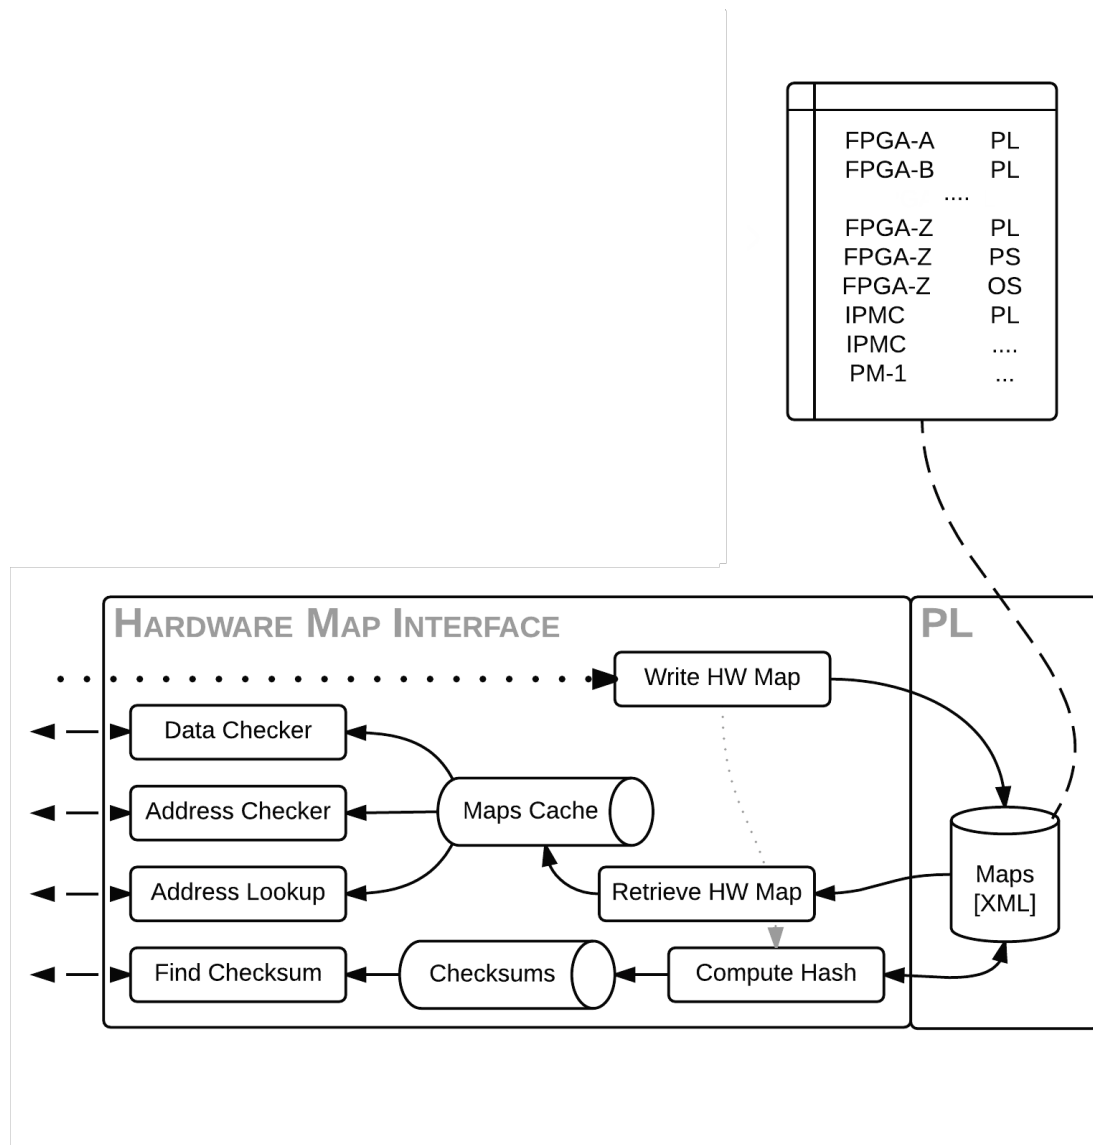 FPGA-A PL
FPGA-B PL
....
FPGA-Z PL
FPGA-Z PS
FPGA-Z OS
IPMC PL
IPMC ....
PM-1 ...
HARDWARE MAP INTERFACE
PL
Write HW Map
Data Checker
Maps Cache
Address Checker
Address Lookup
Retrieve HW Map
Maps
[XML]
Find Checksum
Checksums
Compute Hash